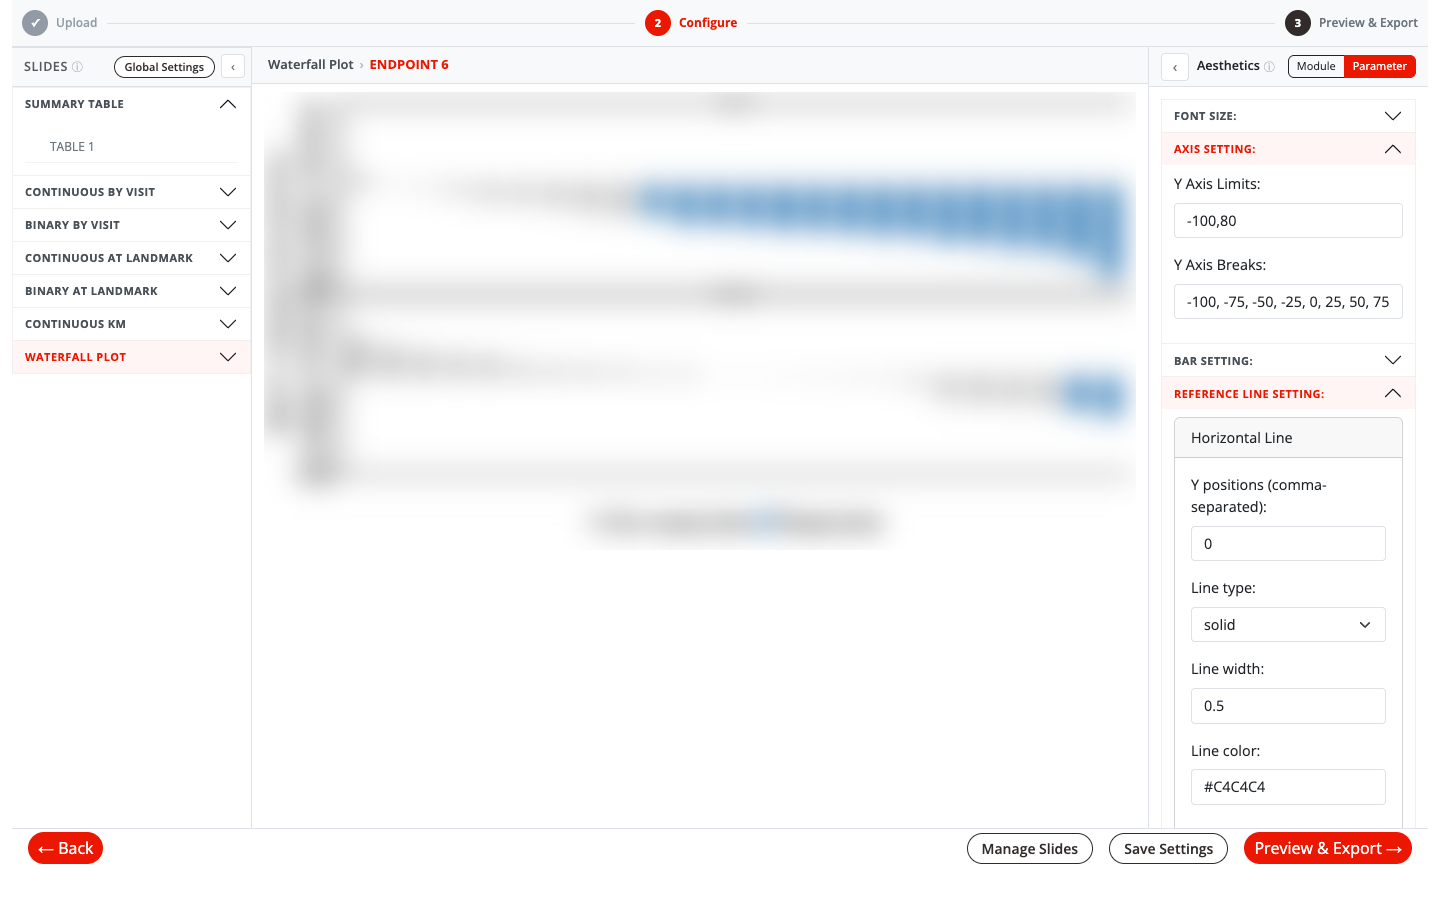 ✓ Upload
2 Configure
3 Preview & Export
SLIDES ⓘ
Global Settings
‹
Waterfall Plot › ENDPOINT 6
‹
Aesthetics ⓘ
Module
Parameter
SUMMARY TABLE
TABLE 1
CONTINUOUS BY VISIT
BINARY BY VISIT
CONTINUOUS AT LANDMARK
BINARY AT LANDMARK
CONTINUOUS KM
WATERFALL PLOT
FONT SIZE:
AXIS SETTING:
Y Axis Limits:
-100,80
Y Axis Breaks:
-100, -75, -50, -25, 0, 25, 50, 75
BAR SETTING:
REFERENCE LINE SETTING:
Horizontal Line
Y positions (comma-
separated):
0
Line type:
solid
Line width:
0.5
Line color:
#C4C4C4
← Back
Manage Slides
Save Settings
Preview & Export →